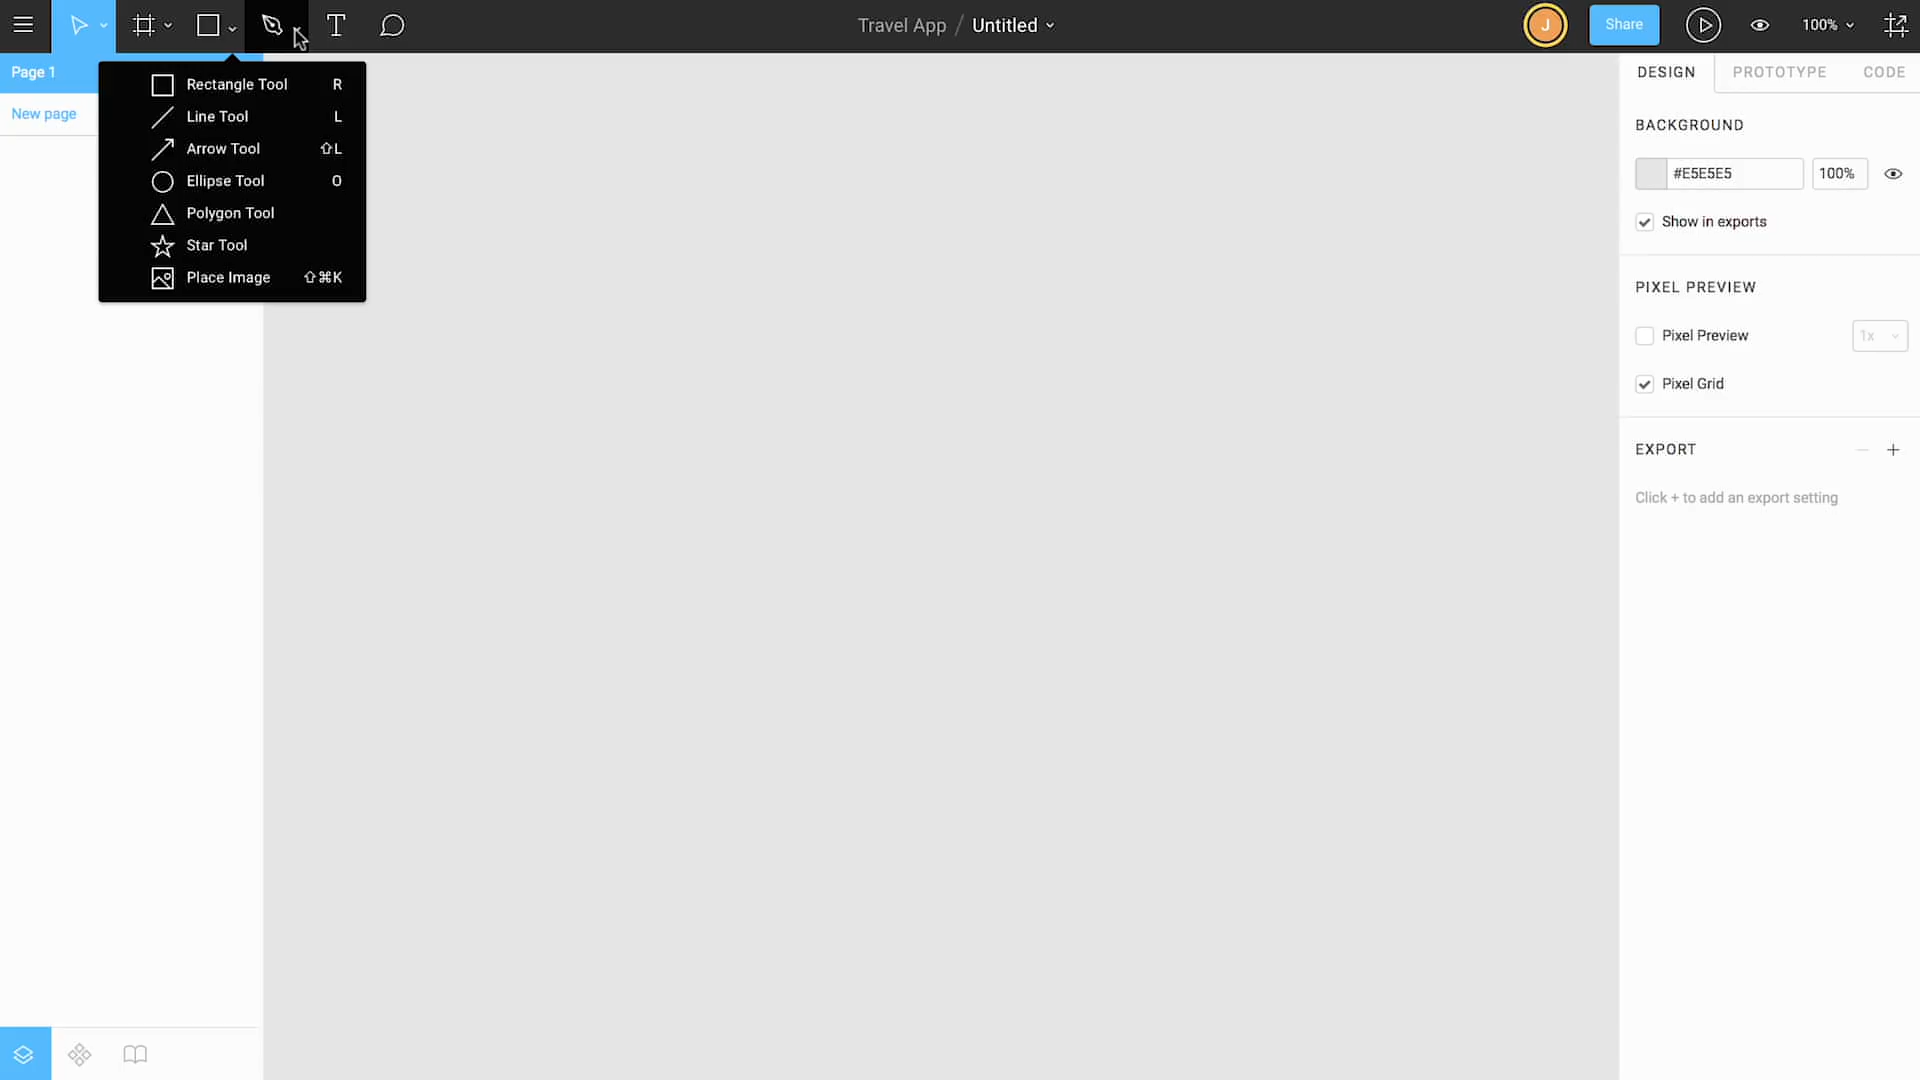 Travel App / Untitled
J
Share
100%
Page 1
New page
Rectangle Tool R
Line Tool L
Arrow Tool ⇧L
Ellipse Tool O
Polygon Tool
Star Tool
Place Image ⇧⌘K
DESIGN PROTOTYPE CODE
BACKGROUND
#E5E5E5 100%
Show in exports
PIXEL PREVIEW
Pixel Preview 1x
Pixel Grid
EXPORT
Click + to add an export setting